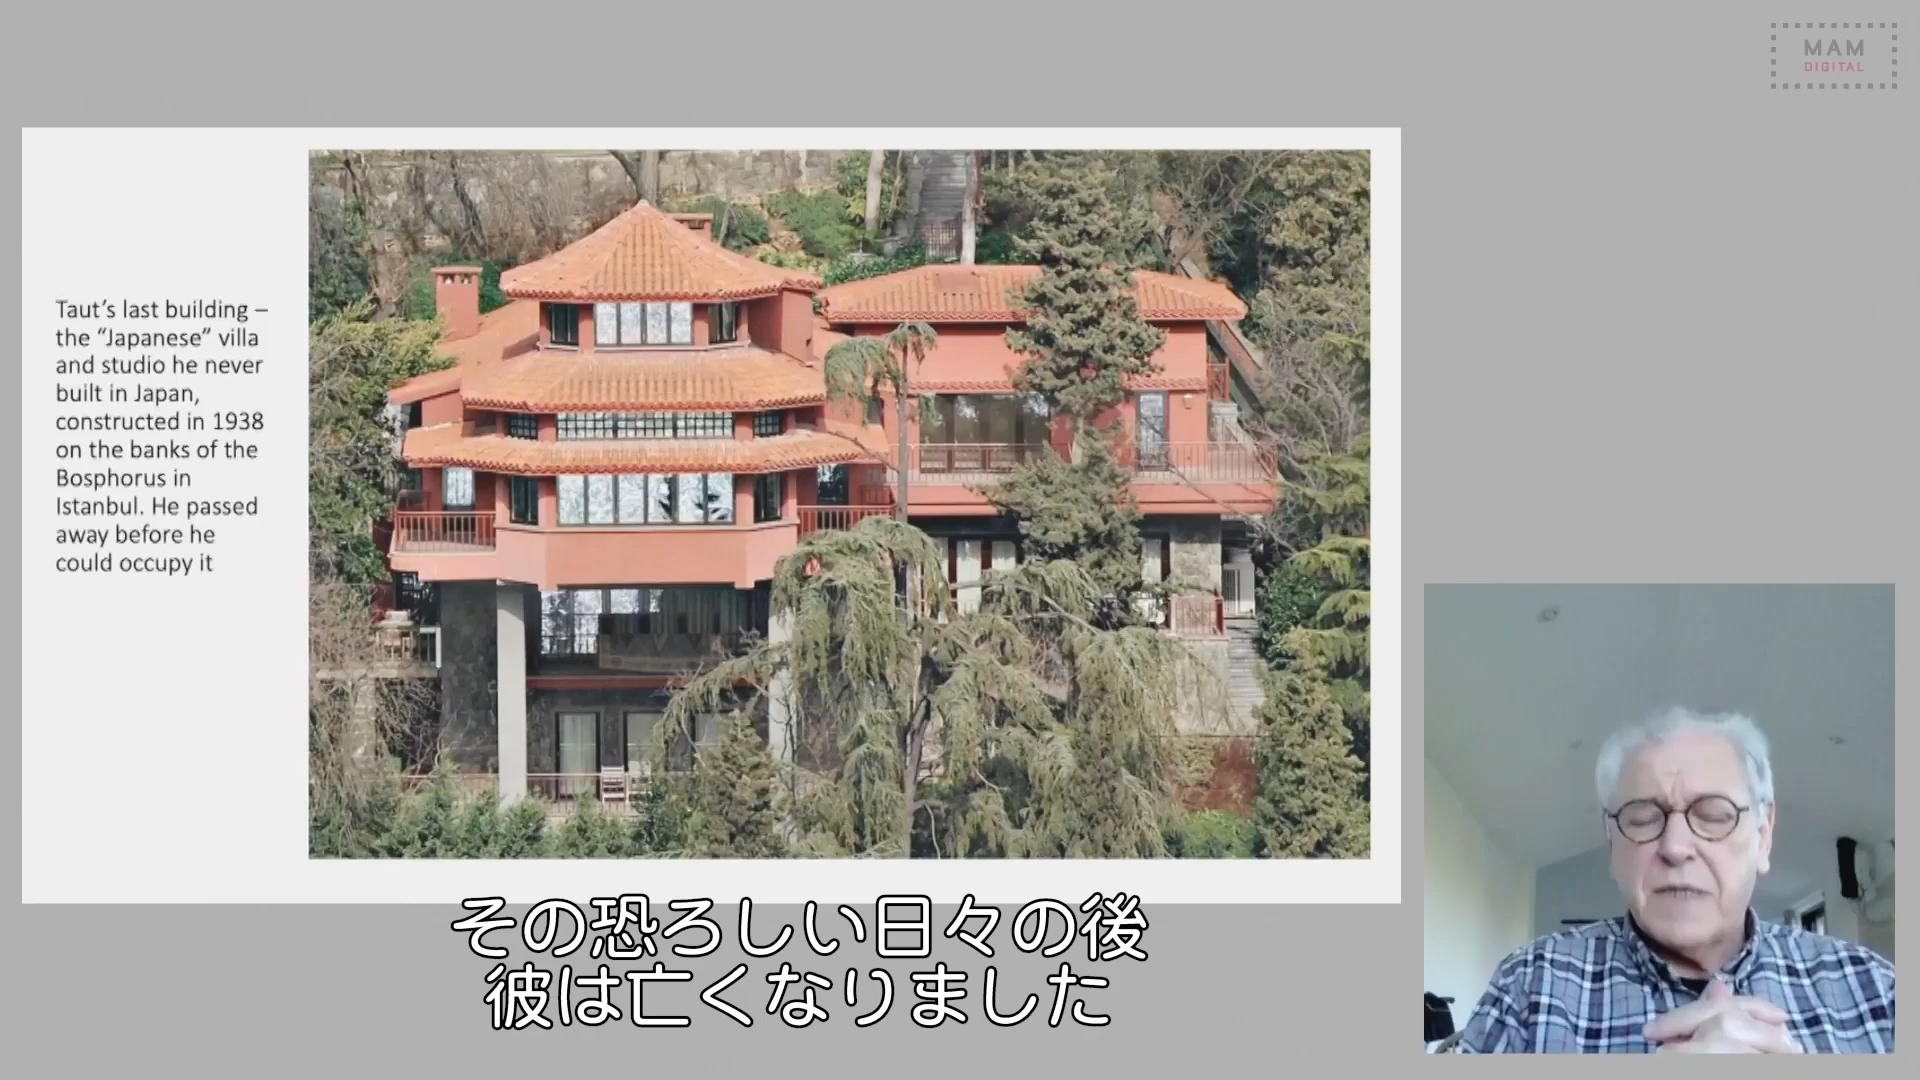 MAM
DIGITAL
Taut’s last building –
the “Japanese” villa
and studio he never
built in Japan,
constructed in 1938
on the banks of the
Bosphorus in
Istanbul. He passed
away before he
could occupy it
その恐ろしい日々の後
彼は亡くなりました